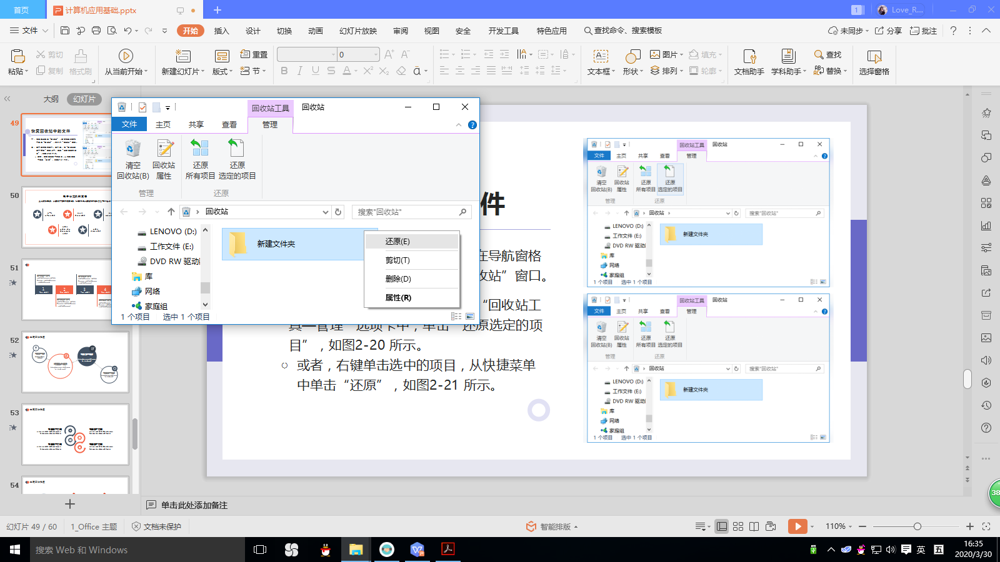 首页
计算机应用基础.pptx
1
Love_R...
文件
开始
插入
设计
切换
动画
幻灯片放映
审阅
视图
安全
开发工具
特色应用
查找命令、搜索模板
未同步
分享
批注
粘贴
剪切
复制
格式刷
从当前开始
新建幻灯片
版式
重置
节
0
文本框
形状
图片
排列
填充
轮廓
文档助手
学科助手
查找
替换
选择窗格
大纲
幻灯片
49
恢复回收站中的文件
50
51
52
53
54
回收站工具
回收站
文件
主页
共享
查看
管理
清空
回收站(B)
回收站
属性
还原
所有项目
还原
选定的项目
管理
还原
回收站
搜索"回收站"
LENOVO (D:)
工作文件 (E:)
DVD RW 驱动
库
网络
家庭组
新建文件夹
还原(E)
剪切(T)
删除(D)
属性(R)
1 个项目
选中 1 个项目
件
在导航窗格
收站”窗口。
“回收站工
具—管理”选项卡中，单击“还原选定的项
目”，如图2-20 所示。
或者，右键单击选中的项目，从快捷菜单
中单击“还原”，如图2-21 所示。
回收站工具
回收站
文件
主页
共享
查看
管理
清空
回收站(B)
回收站
属性
还原
所有项目
还原
选定的项目
管理
还原
回收站
搜索"回收站"
LENOVO (D:)
工作文件 (E:)
DVD RW 驱动
库
网络
家庭组
新建文件夹
1 个项目
选中 1 个项目
回收站工具
回收站
文件
主页
共享
查看
管理
清空
回收站(B)
回收站
属性
还原
所有项目
还原
选定的项目
管理
还原
回收站
搜索"回收站"
LENOVO (D:)
工作文件 (E:)
DVD RW 驱动
库
网络
家庭组
新建文件夹
1 个项目
选中 1 个项目
38
单击此处添加备注
幻灯片 49 / 60
1_Office 主题
文档未保护
智能排版
110%
搜索 Web 和 Windows
英
五
16:35
2020/3/30